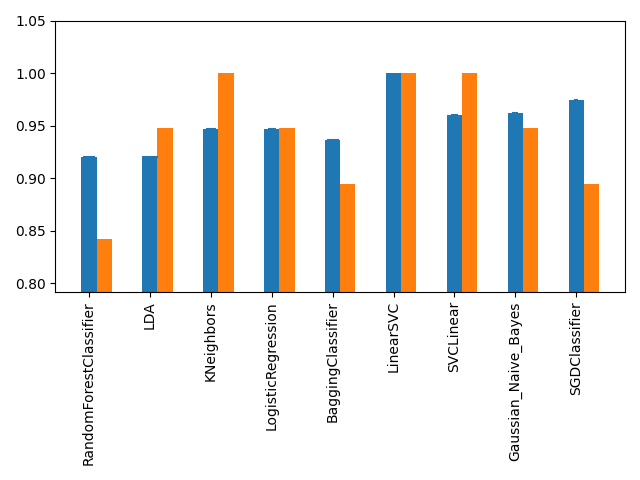 1.05
1.00
0.95
0.90
0.85
0.80
RandomForestClassifier
LDA
KNeighbors
LogisticRegression
BaggingClassifier
LinearSVC
SVCLinear
Gaussian_Naive_Bayes
SGDClassifier